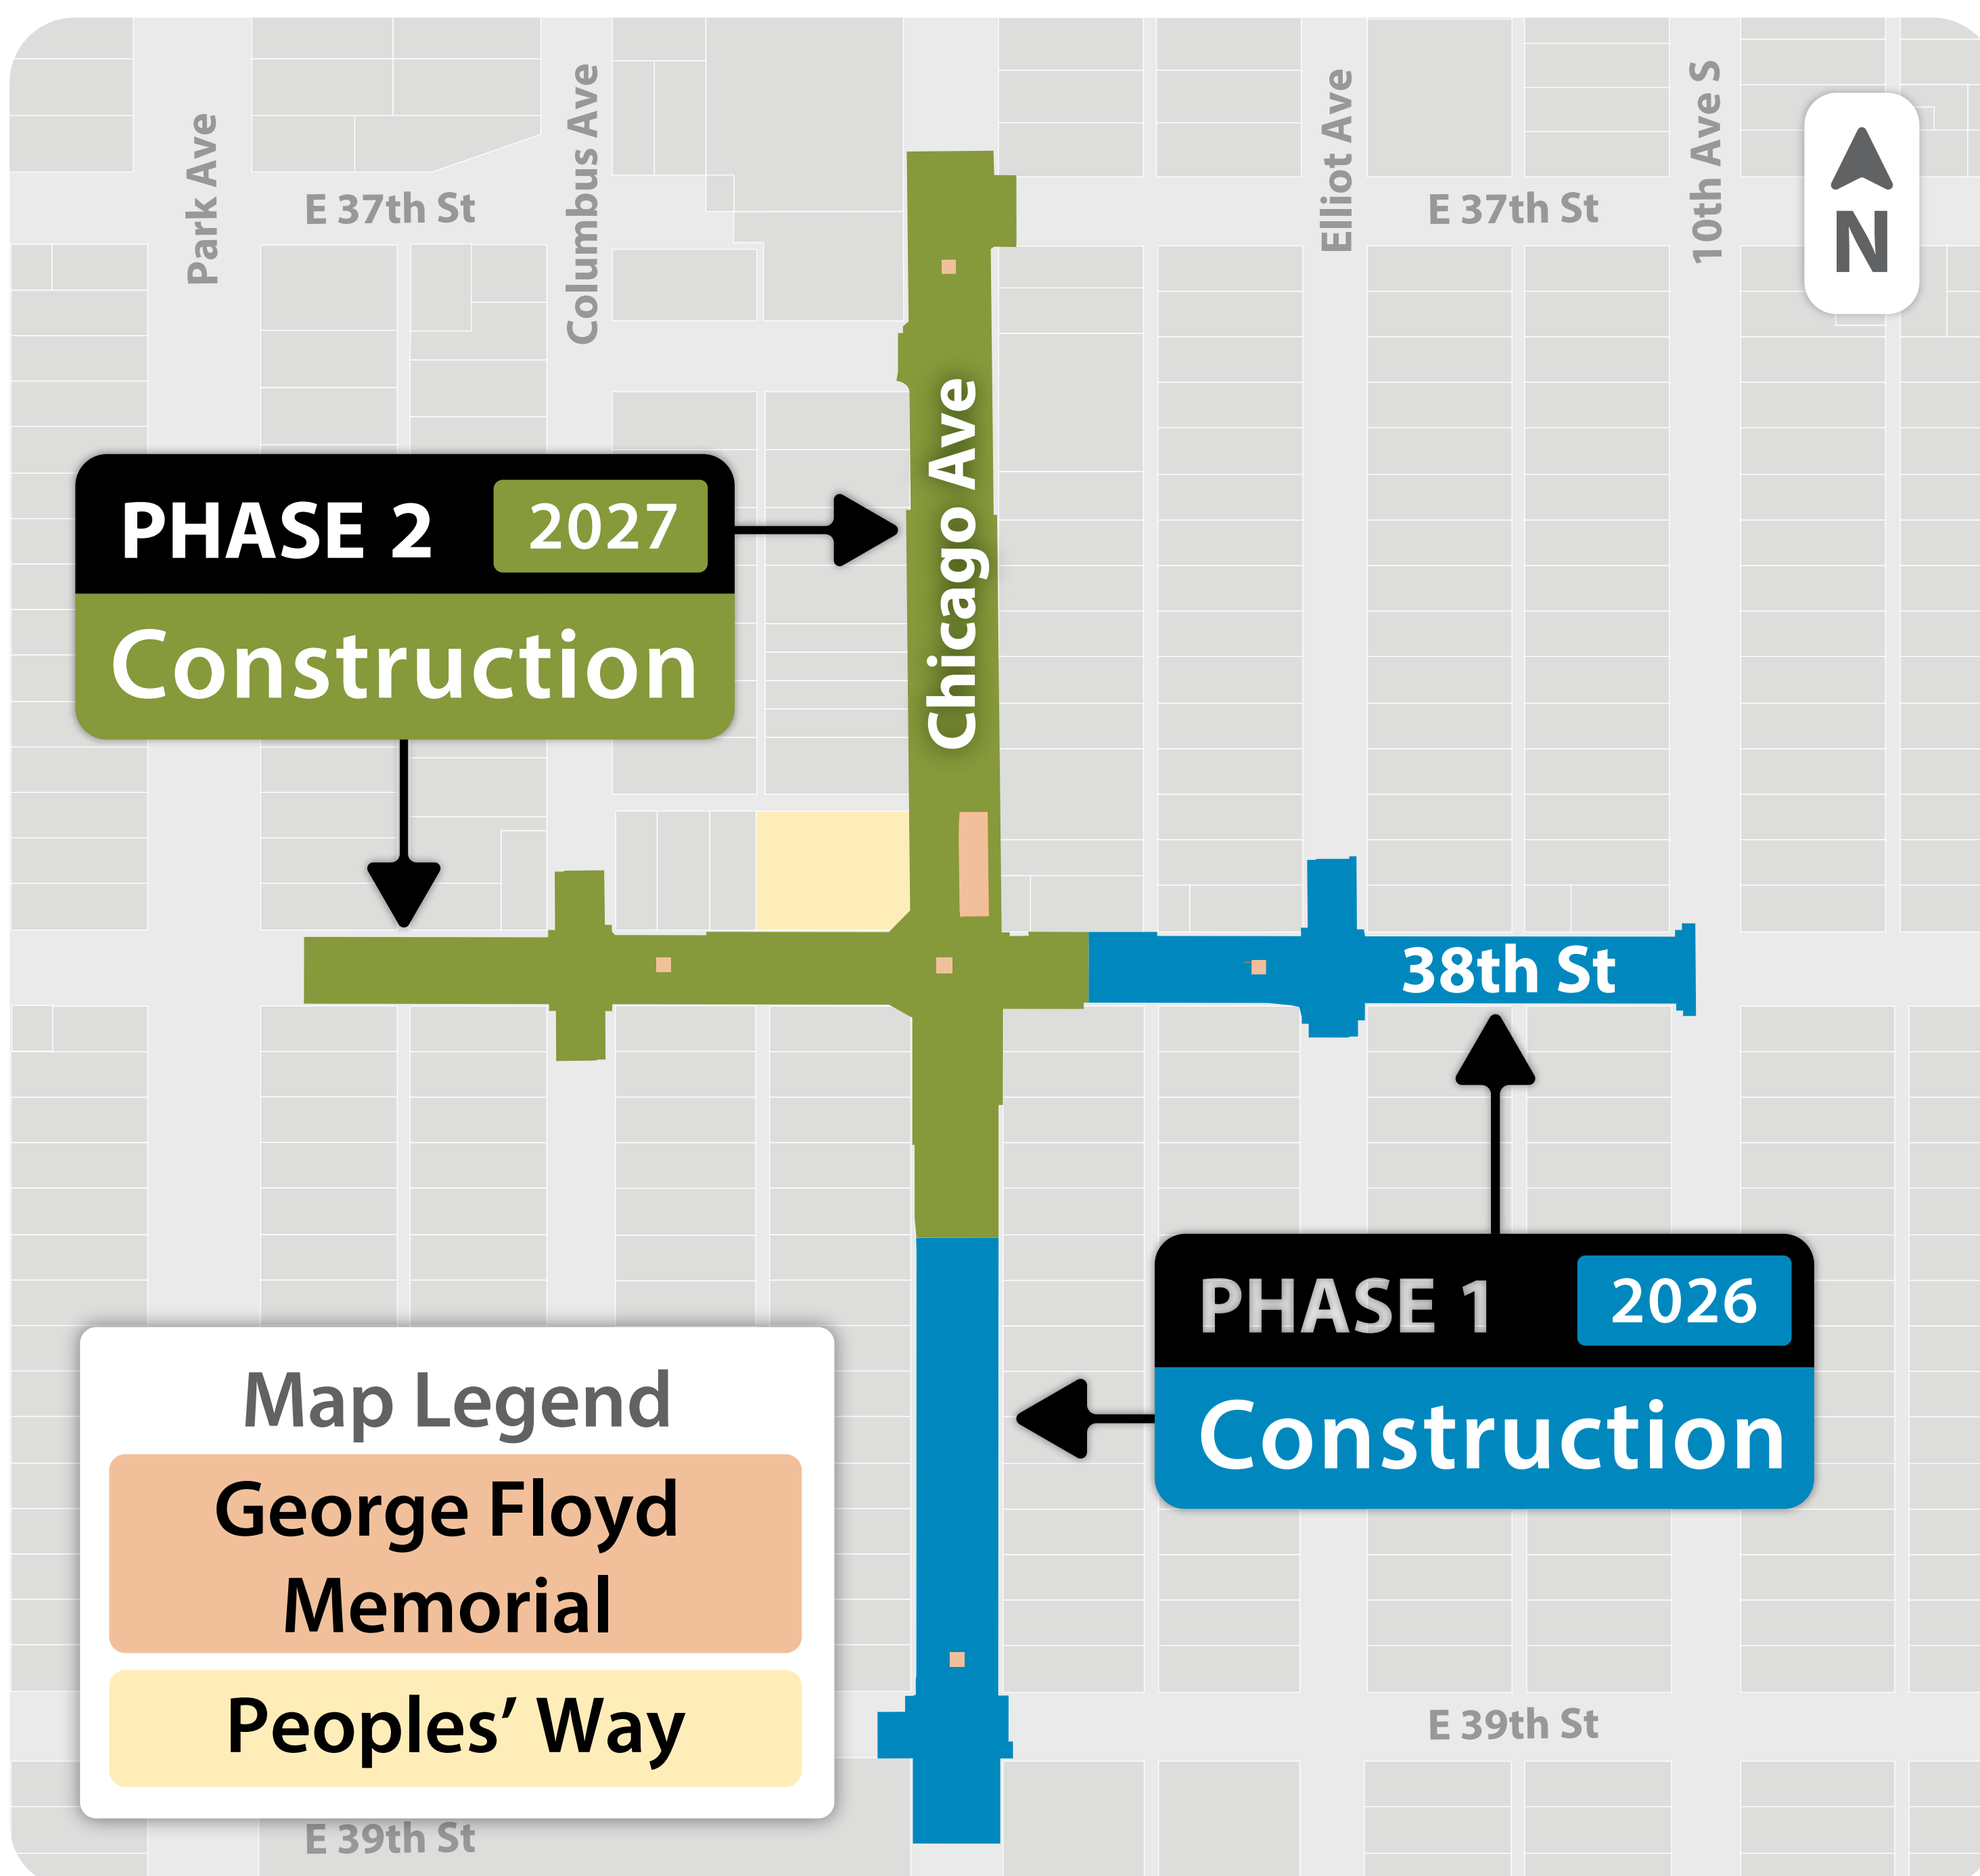 Park Ave
Columbus Ave
Elliot Ave
10th Ave S
E 37th St
E 37th St
N
Chicago Ave
PHASE 2
2027
Construction
38th St
PHASE 1
2026
Construction
Map Legend
George Floyd
Memorial
Peoples’ Way
E 39th St
E 39th St